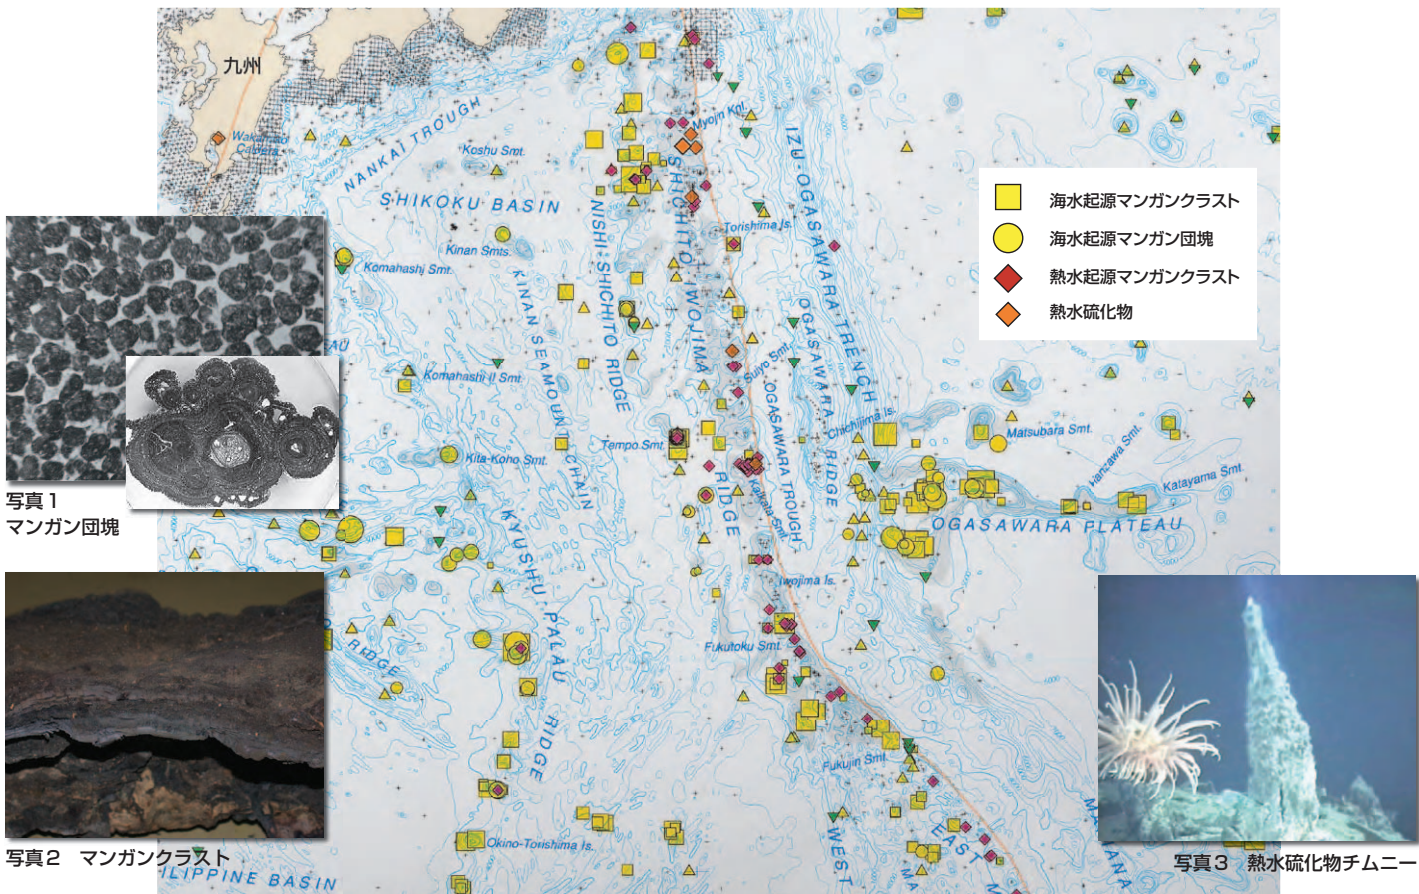 九州
Wakamiko
Caldera
NANKAI TROUGH
Koshu Smt.
SHIKOKU BASIN
Kinan Smts.
Komahashi Smt.
KINAN SEAMOUNT CHAIN
NISHI-SHICHITO RIDGE
SHICHITO IWOJIMA
RIDGE
Myojin Knl.
IZU-OGASAWARA TRENCH
Torishima Is.
海水起源マンガンクラスト
海水起源マンガン団塊
熱水起源マンガンクラスト
熱水硫化物
Komahashi-II Smt.
Suiyo Smt.
OGASAWARA TROUGH
OGASAWARA RIDGE
Chichijima Is.
Matsubara Smt.
Hanzawa Smt.
Katayama Smt.
Tempo Smt.
Kita-Koho Smt.
Kaikata Smt.
OGASAWARA PLATEAU
写真1
マンガン団塊
KYUSHU-PALAU RIDGE
Iwojima Is.
Fukutoku Smt.
RIDGE
Fukujin Smt.
Okino-Torishima Is.
WEST
EAST
写真2 マンガンクラスト
ILIPPINE BASIN
写真3 熱水硫化物チムニー